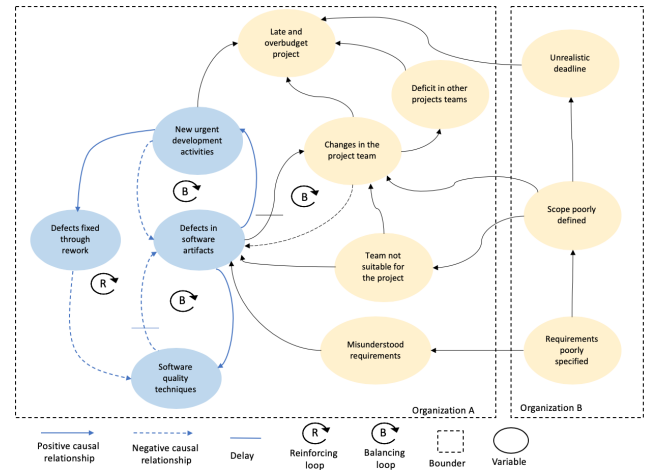 Late and
overbudget
project
Unrealistic
deadline
Deficit in other
projects teams
New urgent
development
activities
Changes in the
project team
B
B
Defects fixed
through
rework
Defects in
software
artifacts
Scope poorly
defined
Team not
suitable for
the project
R
B
Misunderstood
requirements
Requirements
poorly
specified
Software
quality
techniques
Organization A
Organization B
Positive causal
relationship
Negative causal
relationship
Delay
R
Reinforcing
loop
B
Balancing
loop
Bounder
Variable